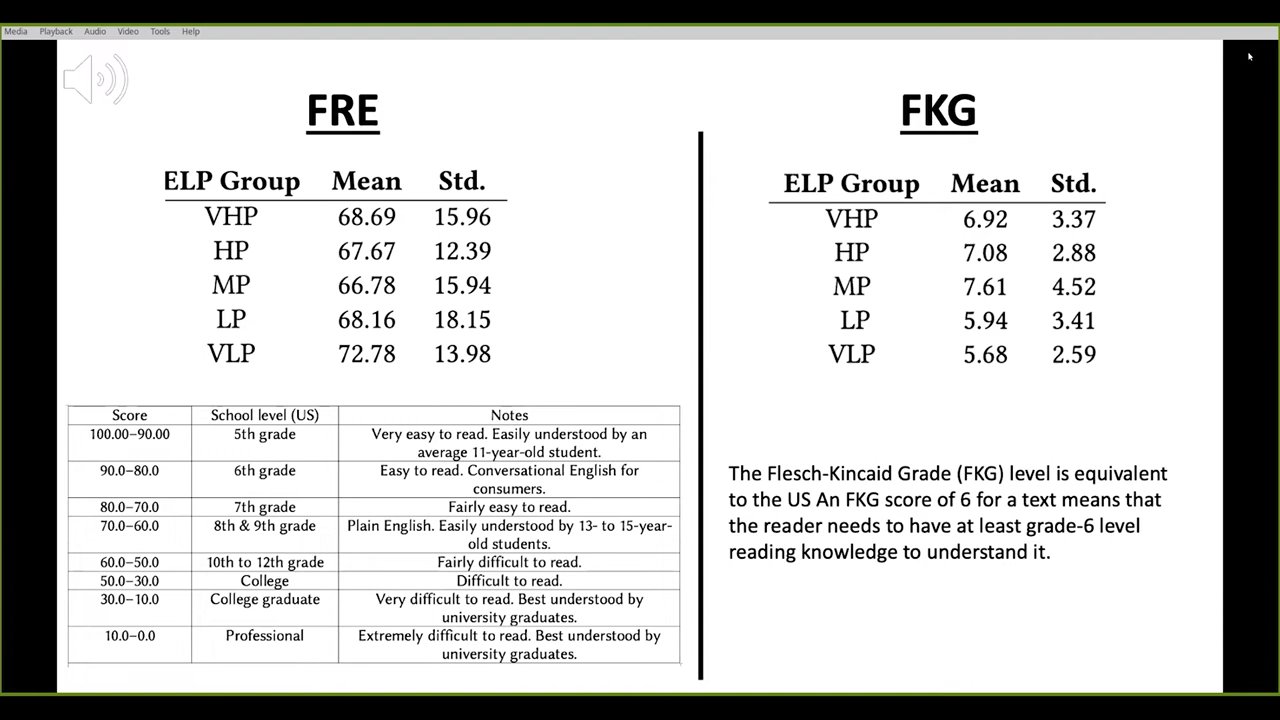 Media Playback Audio Video Tools Help
FRE
ELP Group Mean Std.
VHP 68.69 15.96
HP 67.67 12.39
MP 66.78 15.94
LP 68.16 18.15
VLP 72.78 13.98
Score School level (US) Notes
100.00–90.00 5th grade Very easy to read. Easily understood by an
average 11-year-old student.
90.0–80.0 6th grade Easy to read. Conversational English for
consumers.
80.0–70.0 7th grade Fairly easy to read.
70.0–60.0 8th & 9th grade Plain English. Easily understood by 13- to 15-year-
old students.
60.0–50.0 10th to 12th grade Fairly difficult to read.
50.0–30.0 College Difficult to read.
30.0–10.0 College graduate Very difficult to read. Best understood by
university graduates.
10.0–0.0 Professional Extremely difficult to read. Best understood by
university graduates.
FKG
ELP Group Mean Std.
VHP 6.92 3.37
HP 7.08 2.88
MP 7.61 4.52
LP 5.94 3.41
VLP 5.68 2.59
The Flesch-Kincaid Grade (FKG) level is equivalent
to the US An FKG score of 6 for a text means that
the reader needs to have at least grade-6 level
reading knowledge to understand it.